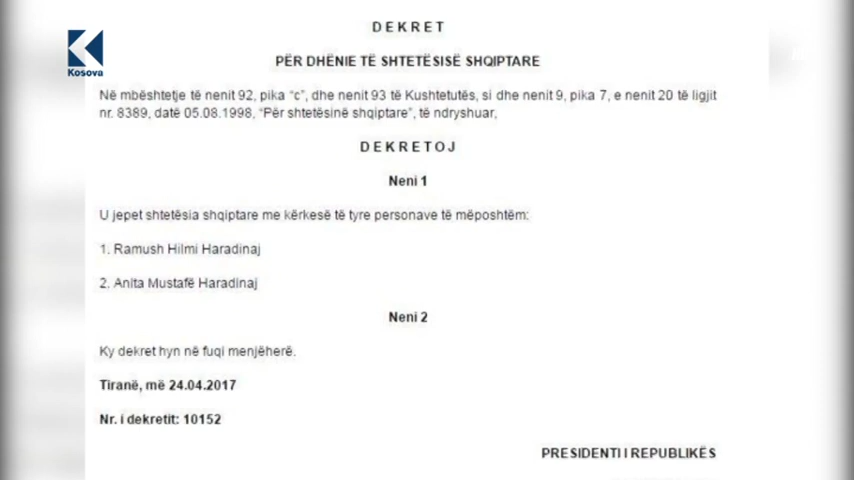 Kosova
DEKRET
PËR DHËNIE TË SHTETËSISË SHQIPTARE
Në mbështetje të nenit 92, pika “c”, dhe nenit 93 të Kushtetutës, si dhe nenit 9, pika 7, e nenit 20 të ligjit
nr. 8389, datë 05.08.1998, “Për shtetësinë shqiptare”, të ndryshuar,
DEKRETOJ
Neni 1
U jepet shtetësia shqiptare me kërkesë të tyre personave të mëposhtëm:
1. Ramush Hilmi Haradinaj
2. Anita Mustafë Haradinaj
Neni 2
Ky dekret hyn në fuqi menjëherë.
Tiranë, më 24.04.2017
Nr. i dekretit: 10152
PRESIDENTI I REPUBLIKËS